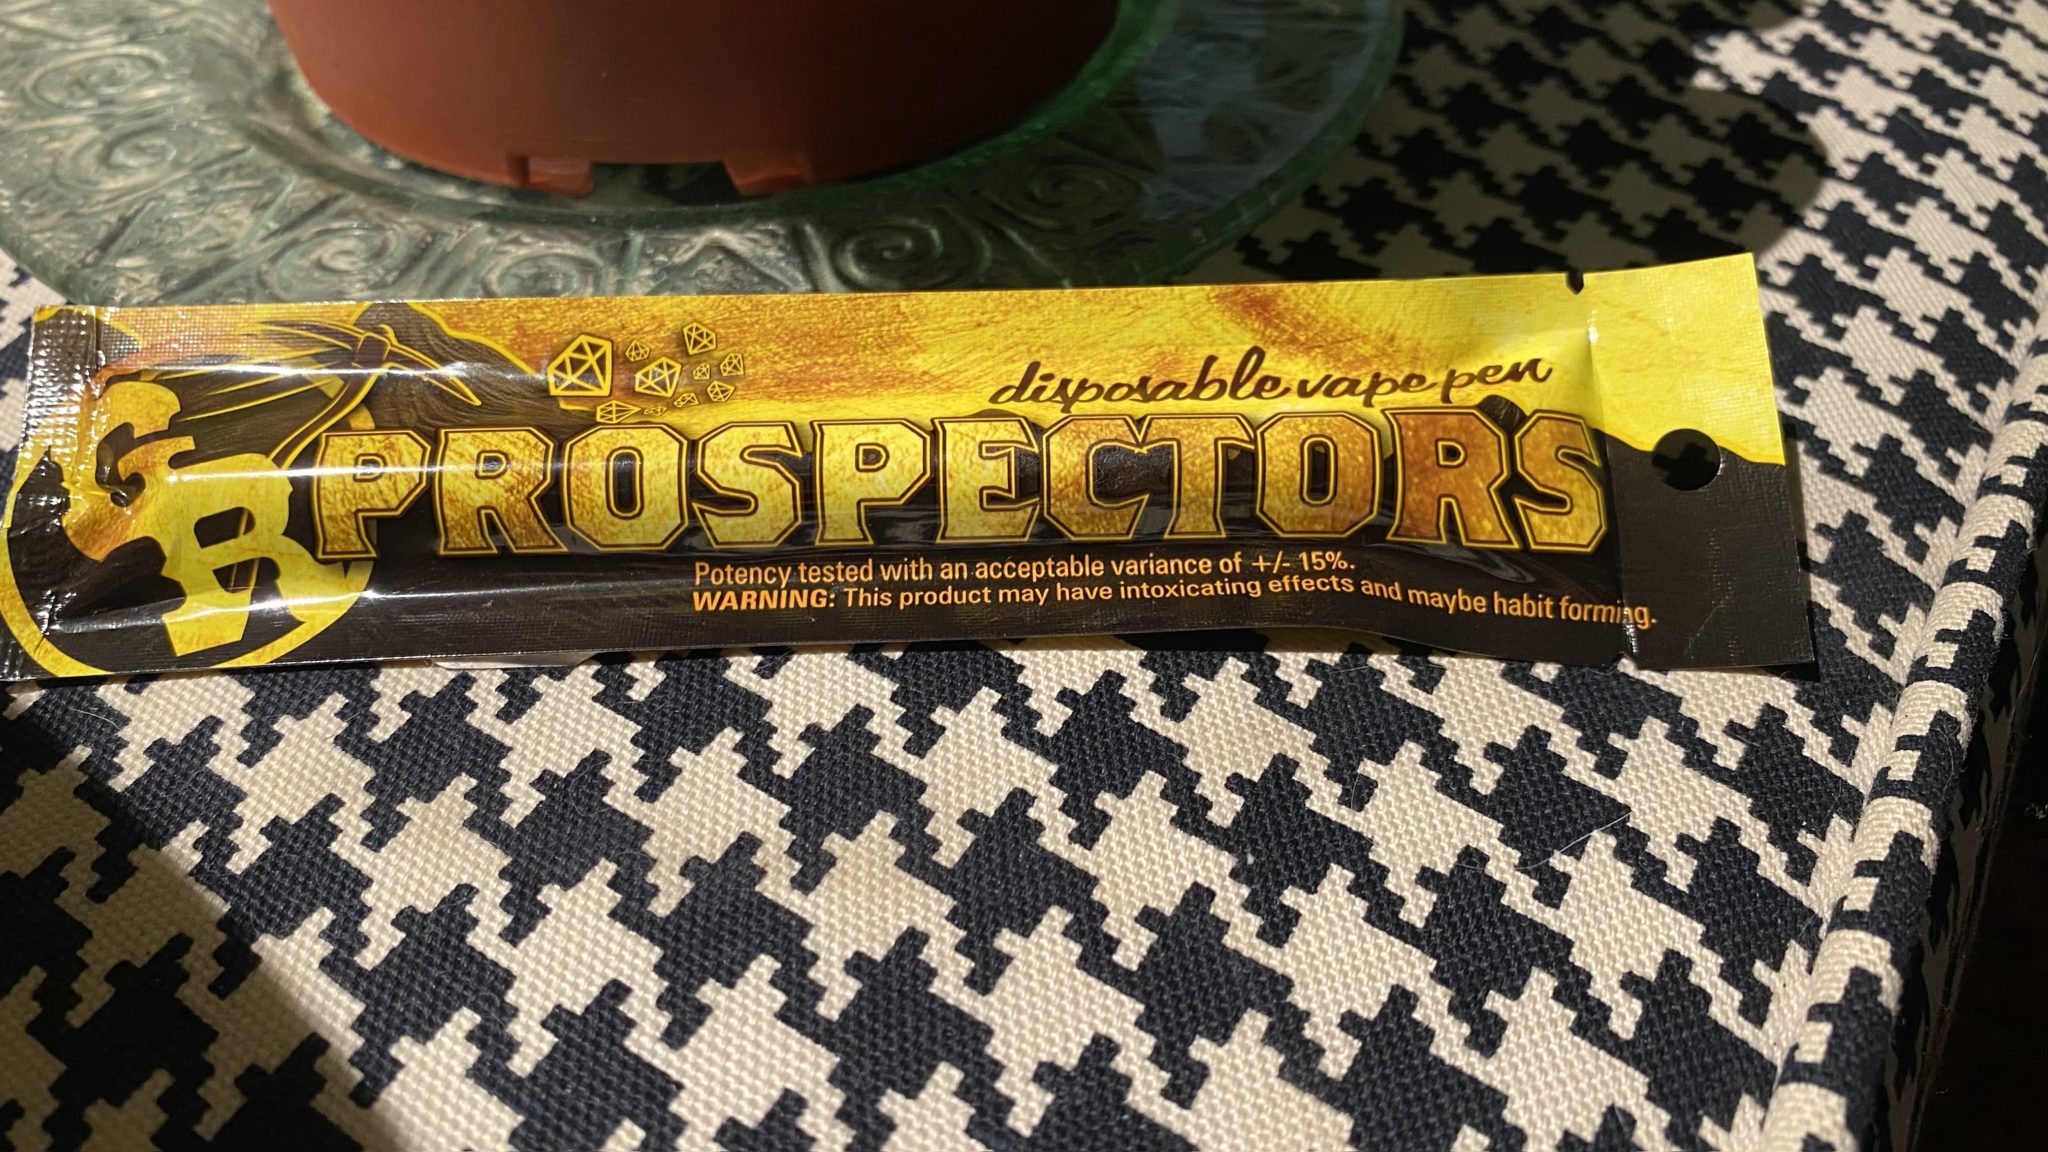 disposable vape pen
GR PROSPECTORS
Potency tested with an acceptable variance of +/- 15%.
WARNING: This product may have intoxicating effects and maybe habit forming.